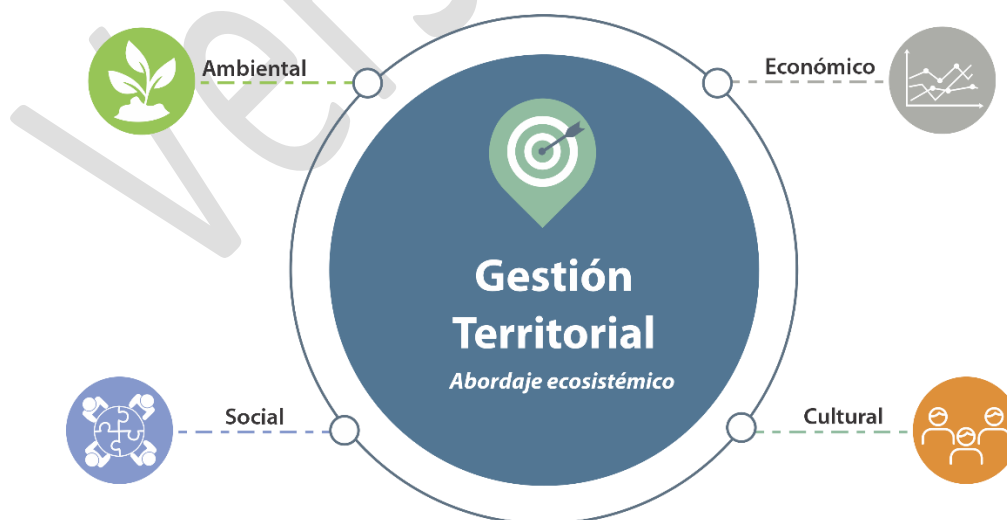 Ambiental
Económico
Gestión
Territorial
Abordaje ecosistémico
Social
Cultural